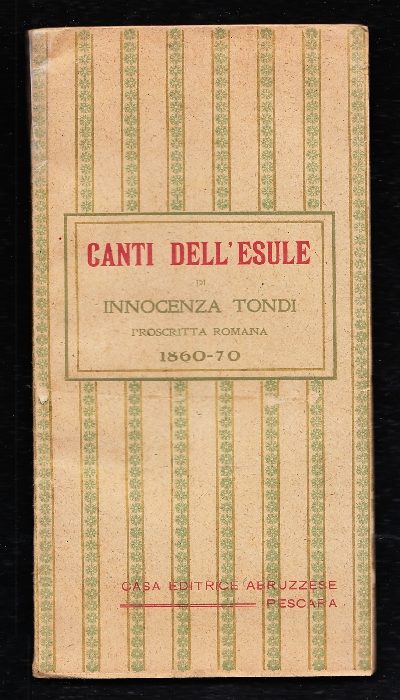 CANTI DELL'ESULE
DI
INNOCENZA TONDI
PROSCRITTA ROMANA
1860-70
CASA EDITRICE ABRUZZESE
PESCARA